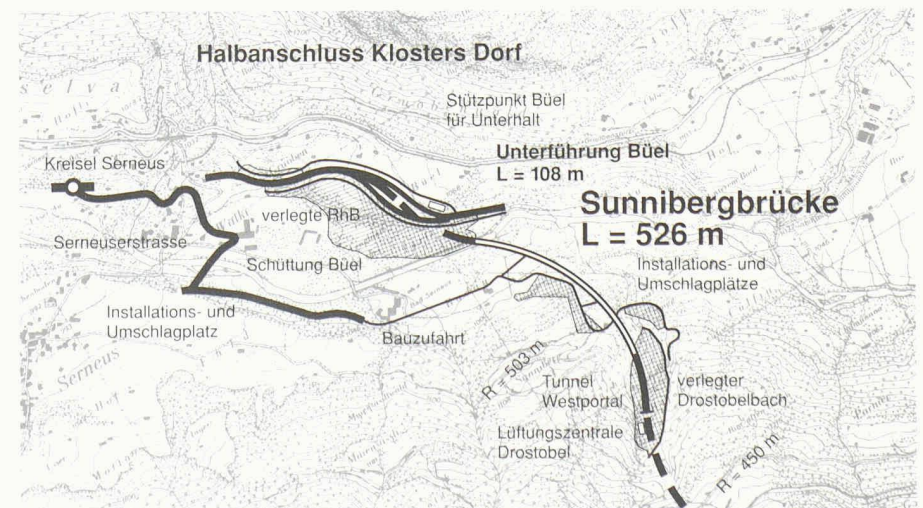 Halbanschluss Klosters Dorf
selva
Stützpunkt Büel
für Unterhalt
Unterführung Büel
L = 108 m
Kreisel Serneus
Sunnibergbrücke
L = 526 m
verlegte RhB
Serneuserstrasse
Schüttung Büel
Installations- und
Umschlagplätze
Installations- und
Umschlagplatz
Bauzufahrt
Serneus
R = 503 m
Tunnel
Westportal
verlegter
Drostobelbach
Lüftungszentrale
Drostobel
R = 450 m